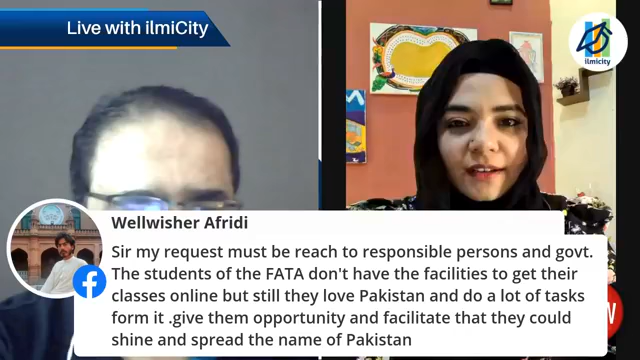 Live with ilmiCity
ilmicity
Wellwisher Afridi
Sir my request must be reach to responsible persons and govt.
The students of the FATA don't have the facilities to get their
classes online but still they love Pakistan and do a lot of tasks
form it .give them opportunity and facilitate that they could
shine and spread the name of Pakistan